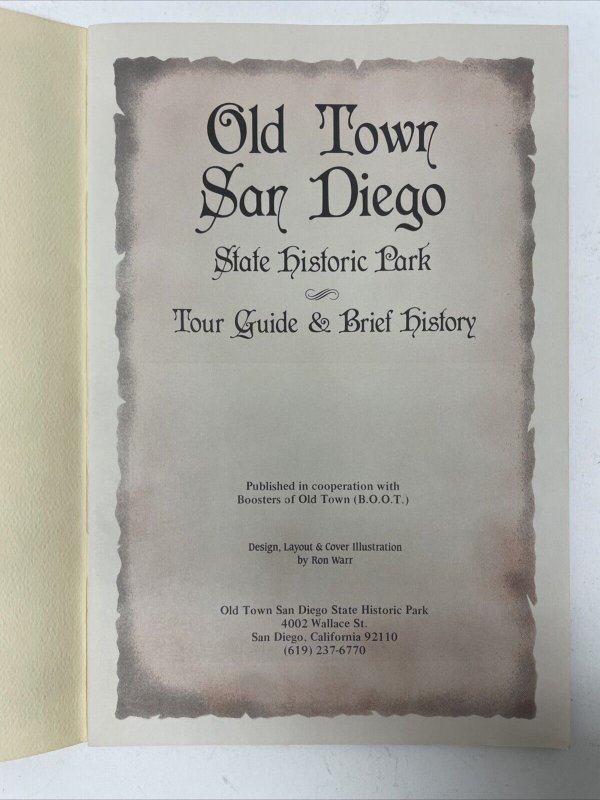 Old Town
San Diego
State Historic Park
Tour Guide & Brief History
Published in cooperation with
Boosters of Old Town (B.O.O.T.)
Design, Layout & Cover Illustration
by Ron Warr
Old Town San Diego State Historic Park
4002 Wallace St.
San Diego, California 92110
(619) 237-6770